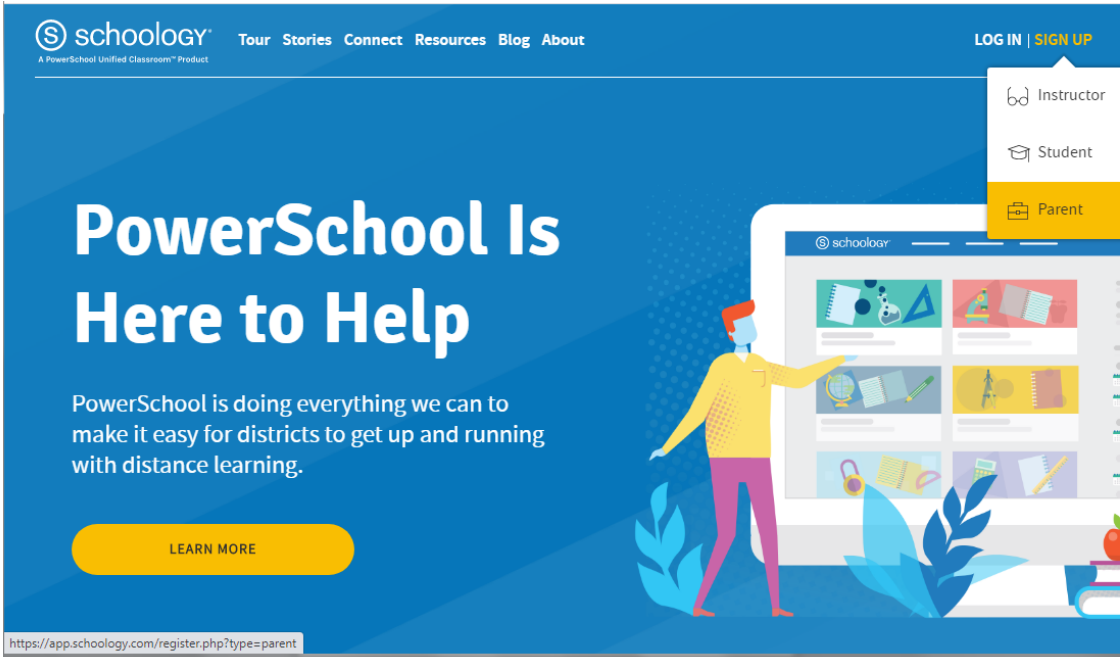 schoology
A PowerSchool Unified Classroom™ Product
Tour Stories Connect Resources Blog About
LOG IN | SIGN UP
Instructor
Student
Parent
PowerSchool Is
Here to Help
PowerSchool is doing everything we can to
make it easy for districts to get up and running
with distance learning.
LEARN MORE
schoology
https://app.schoology.com/register.php?type=parent